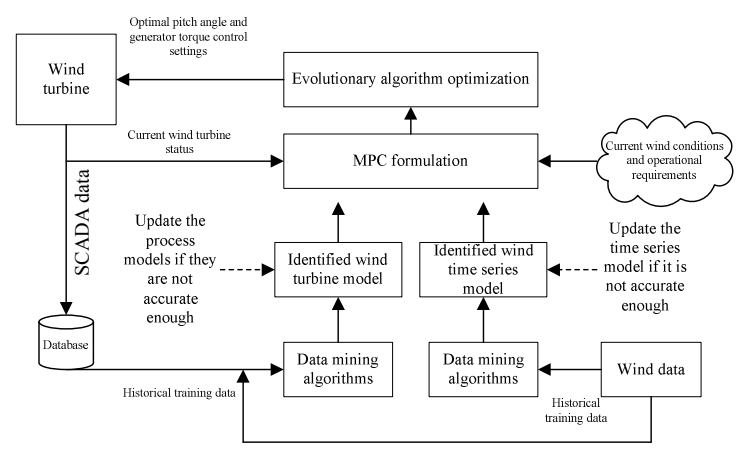 Optimal pitch angle and
generator torque control
settings
Wind
turbine
Evolutionary algorithm optimization
Current wind turbine
status
MPC formulation
Current wind conditions
and operational
requirements
SCADA data
Update the
process
models if they
are not
accurate
enough
Identified wind
turbine model
Identified wind
time series
model
Update the
time series
model if it is
not accurate
enough
Database
Data mining
algorithms
Data mining
algorithms
Wind data
Historical training data
Historical
training data